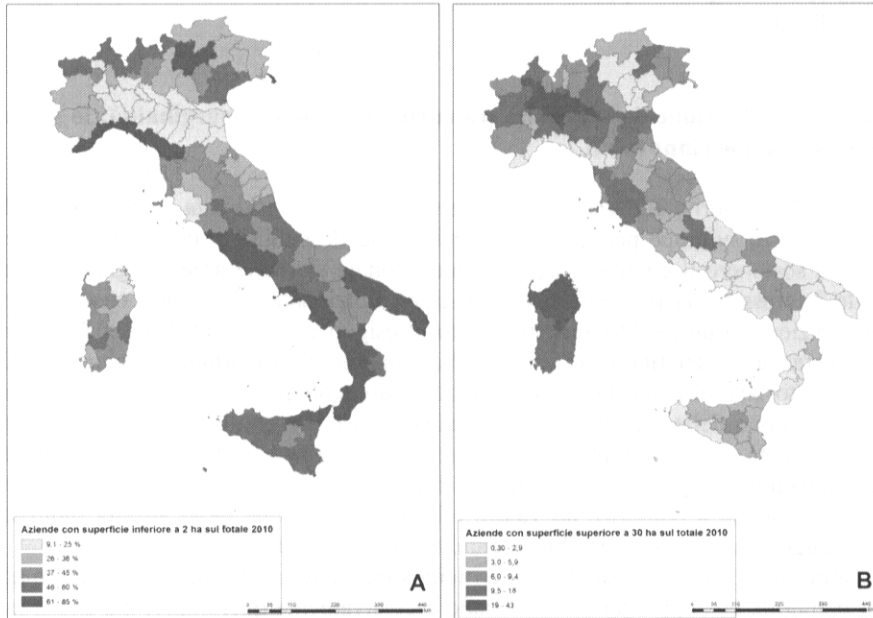 Aziende con superficie inferiore a 2 ha sul totale 2010
9,1 - 25 %
26 - 36 %
37 - 45 %
46 - 60 %
61 - 85 %
A
Aziende con superficie superiore a 30 ha sul totale 2010
0,30 - 2,9
3,0 - 5,9
6,0 - 9,4
9,5 - 18
19 - 43
B